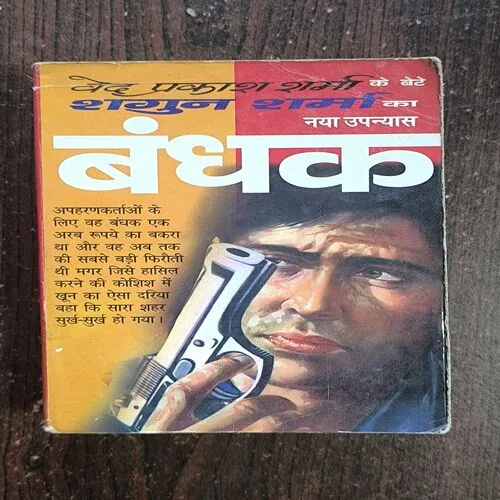 वेद प्रकाश शर्मा के बेटे
शगुन शर्मा का
नया उपन्यास
बंधक
अपहरणकर्ताओं के
लिए वह बंधक एक
अरब रूपये का बकरा
था और वह अब तक
की सबसे बड़ी फिरौती
थी मगर जिसे हासिल
करने की कोशिश में
खून का ऐसा दरिया
बहा कि सारा शहर
सुर्ख-सुर्ख हो गया।